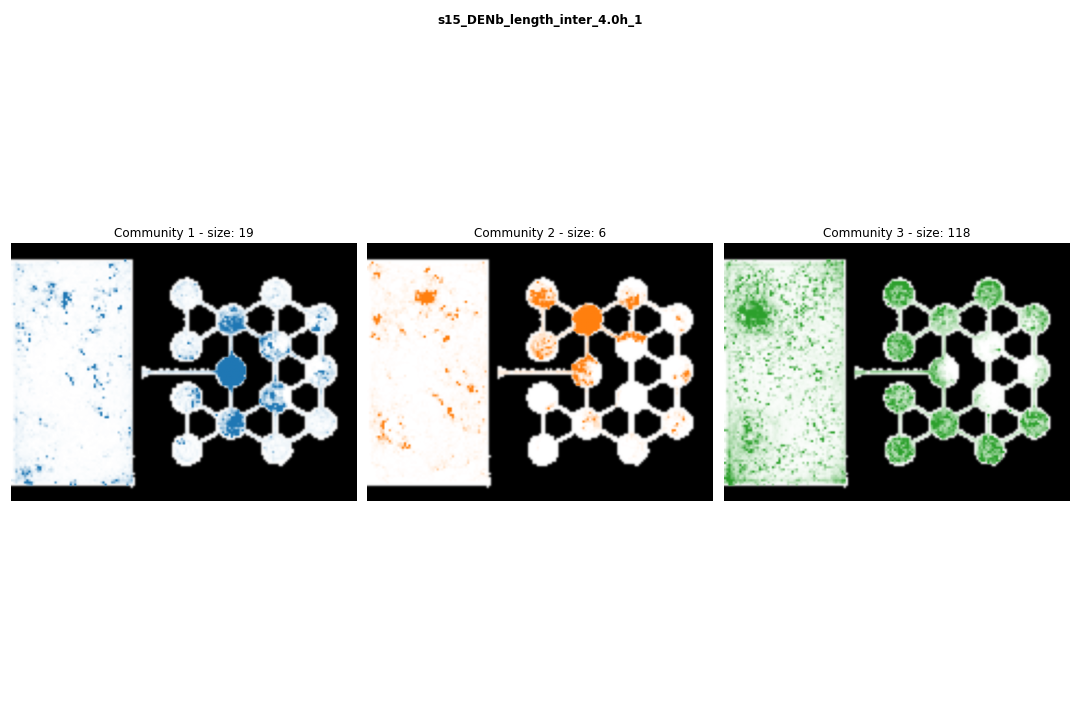 s15_DENb_length_inter_4.0h_1
Community 1 - size: 19
Community 2 - size: 6
Community 3 - size: 118